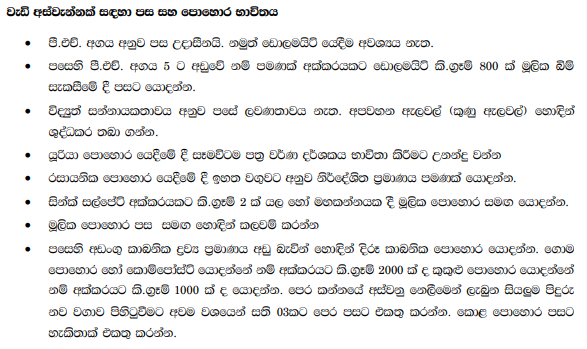 වැඩි අස්වැන්නක් සඳහා පස සහ පොහොර භාවිතය
• පී.එච්. අගය අනුව පස උදාසීනයි. නමුත් ඩොලමයිට් යෙදීම අවශ්‍යය නැත.
• පසෙහි පී.එච්. අගය 5 ට අඩුවේ නම් පමණක් අක්කරයකට ඩොලමයිට් කි.ග්‍රෑම් 800 ක් මූලික බිම්
සැකසීමේ දී පසට යොදන්න.
• විද්‍යුත් සන්නායකතාවය අනුව පසේ ලවණතාවය නැත. අපවහන ඇලවල් (කුණු ඇලවල්) හොඳින්
ශුද්ධකර තබා ගන්න.
• යූරියා පොහොර යෙදීමේ දී සෑමවිටම පත්‍ර වර්ණ දර්ශකය භාවිතා කිරීමට උනන්දු වන්න
• රසායනික පොහොර යෙදීමේ දී ඉහත වගුවට අනුව නිර්දේශිත ප්‍රමාණය පමණක් යොදන්න.
• සින්ක් සල්පේට් අක්කරයකට කි.ග්‍රෑම් 2 ක් යල හෝ මහකන්නයක 'දී මූලික පොහොර සමඟ යොදන්න.
• මූලික පොහොර පස සමඟ හොඳින් කලවම් කරන්න
• පසෙහි අඩංගු කාබනික ද්‍රව්‍ය ප්‍රමාණය අඩු බැවින් හොඳින් දිරූ කාබනික පොහොර යොදන්න. ගොම
පොහොර හෝ කොම්පෝස්ට් යොදන්නේ නම් අක්කරයට කි.ග්‍රෑම් 2000 ක් ද කුකුළු පොහොර යොදන්නේ
නම් අක්කරයට කි.ග්‍රෑම් 1000 ක් ද යොදන්න. පෙර කන්නයේ අස්වනු නෙලීමෙන් ලැබුන සියලුම පිදුරු
නව වගාව පිහිටුවීමට අවම වශයෙන් සති 03කට පෙර පසට එකතු කරන්න. කොළ පොහොර පසට
හැකිතාක් එකතු කරන්න.